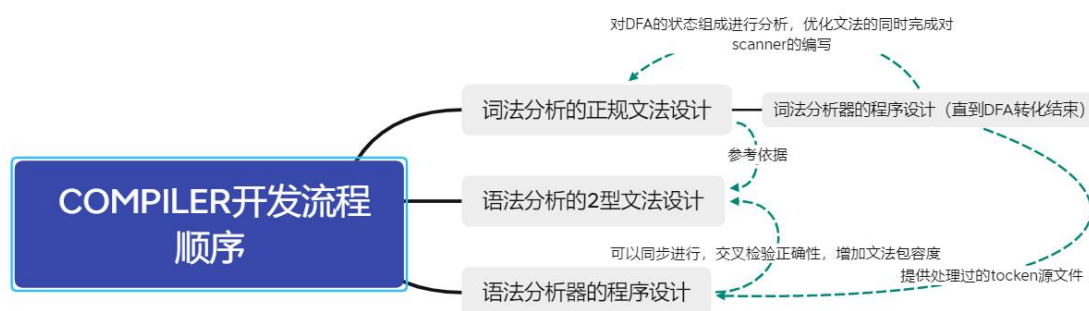 对DFA的状态组成进行分析，优化文法的同时完成对
scanner的编写
词法分析的正规文法设计
词法分析器的程序设计（直到DFA转化结束）
参考依据
COMPILER开发流程
顺序
语法分析的2型文法设计
可以同步进行，交叉检验正确性，增加文法包容度
提供处理过的tocken源文件
语法分析器的程序设计